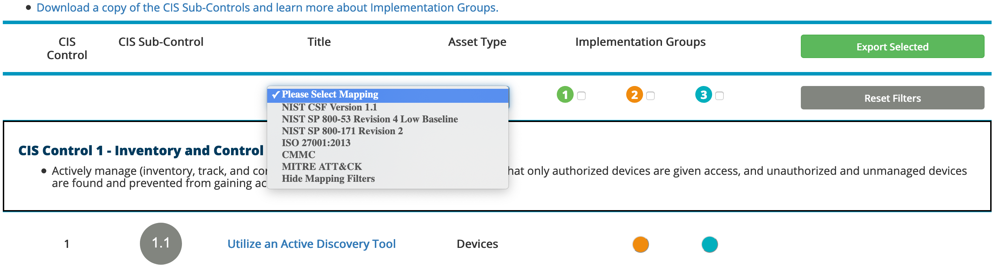 Download a copy of the CIS Sub-Controls and learn more about Implementation Groups.
CIS Control
CIS Sub-Control
Title
Asset Type
Implementation Groups
Export Selected
✓ Please Select Mapping
NIST CSF Version 1.1
NIST SP 800-53 Revision 4 Low Baseline
NIST SP 800-171 Revision 2
ISO 27001:2013
CMMC
MITRE ATT&CK
Hide Mapping Filters
1
2
3
Reset Filters
CIS Control 1 - Inventory and Control
Actively manage (inventory, track, and hat only authorized devices are given access, and unauthorized and unmanaged devices
are found and prevented from gaining
1
1.1
Utilize an Active Discovery Tool
Devices